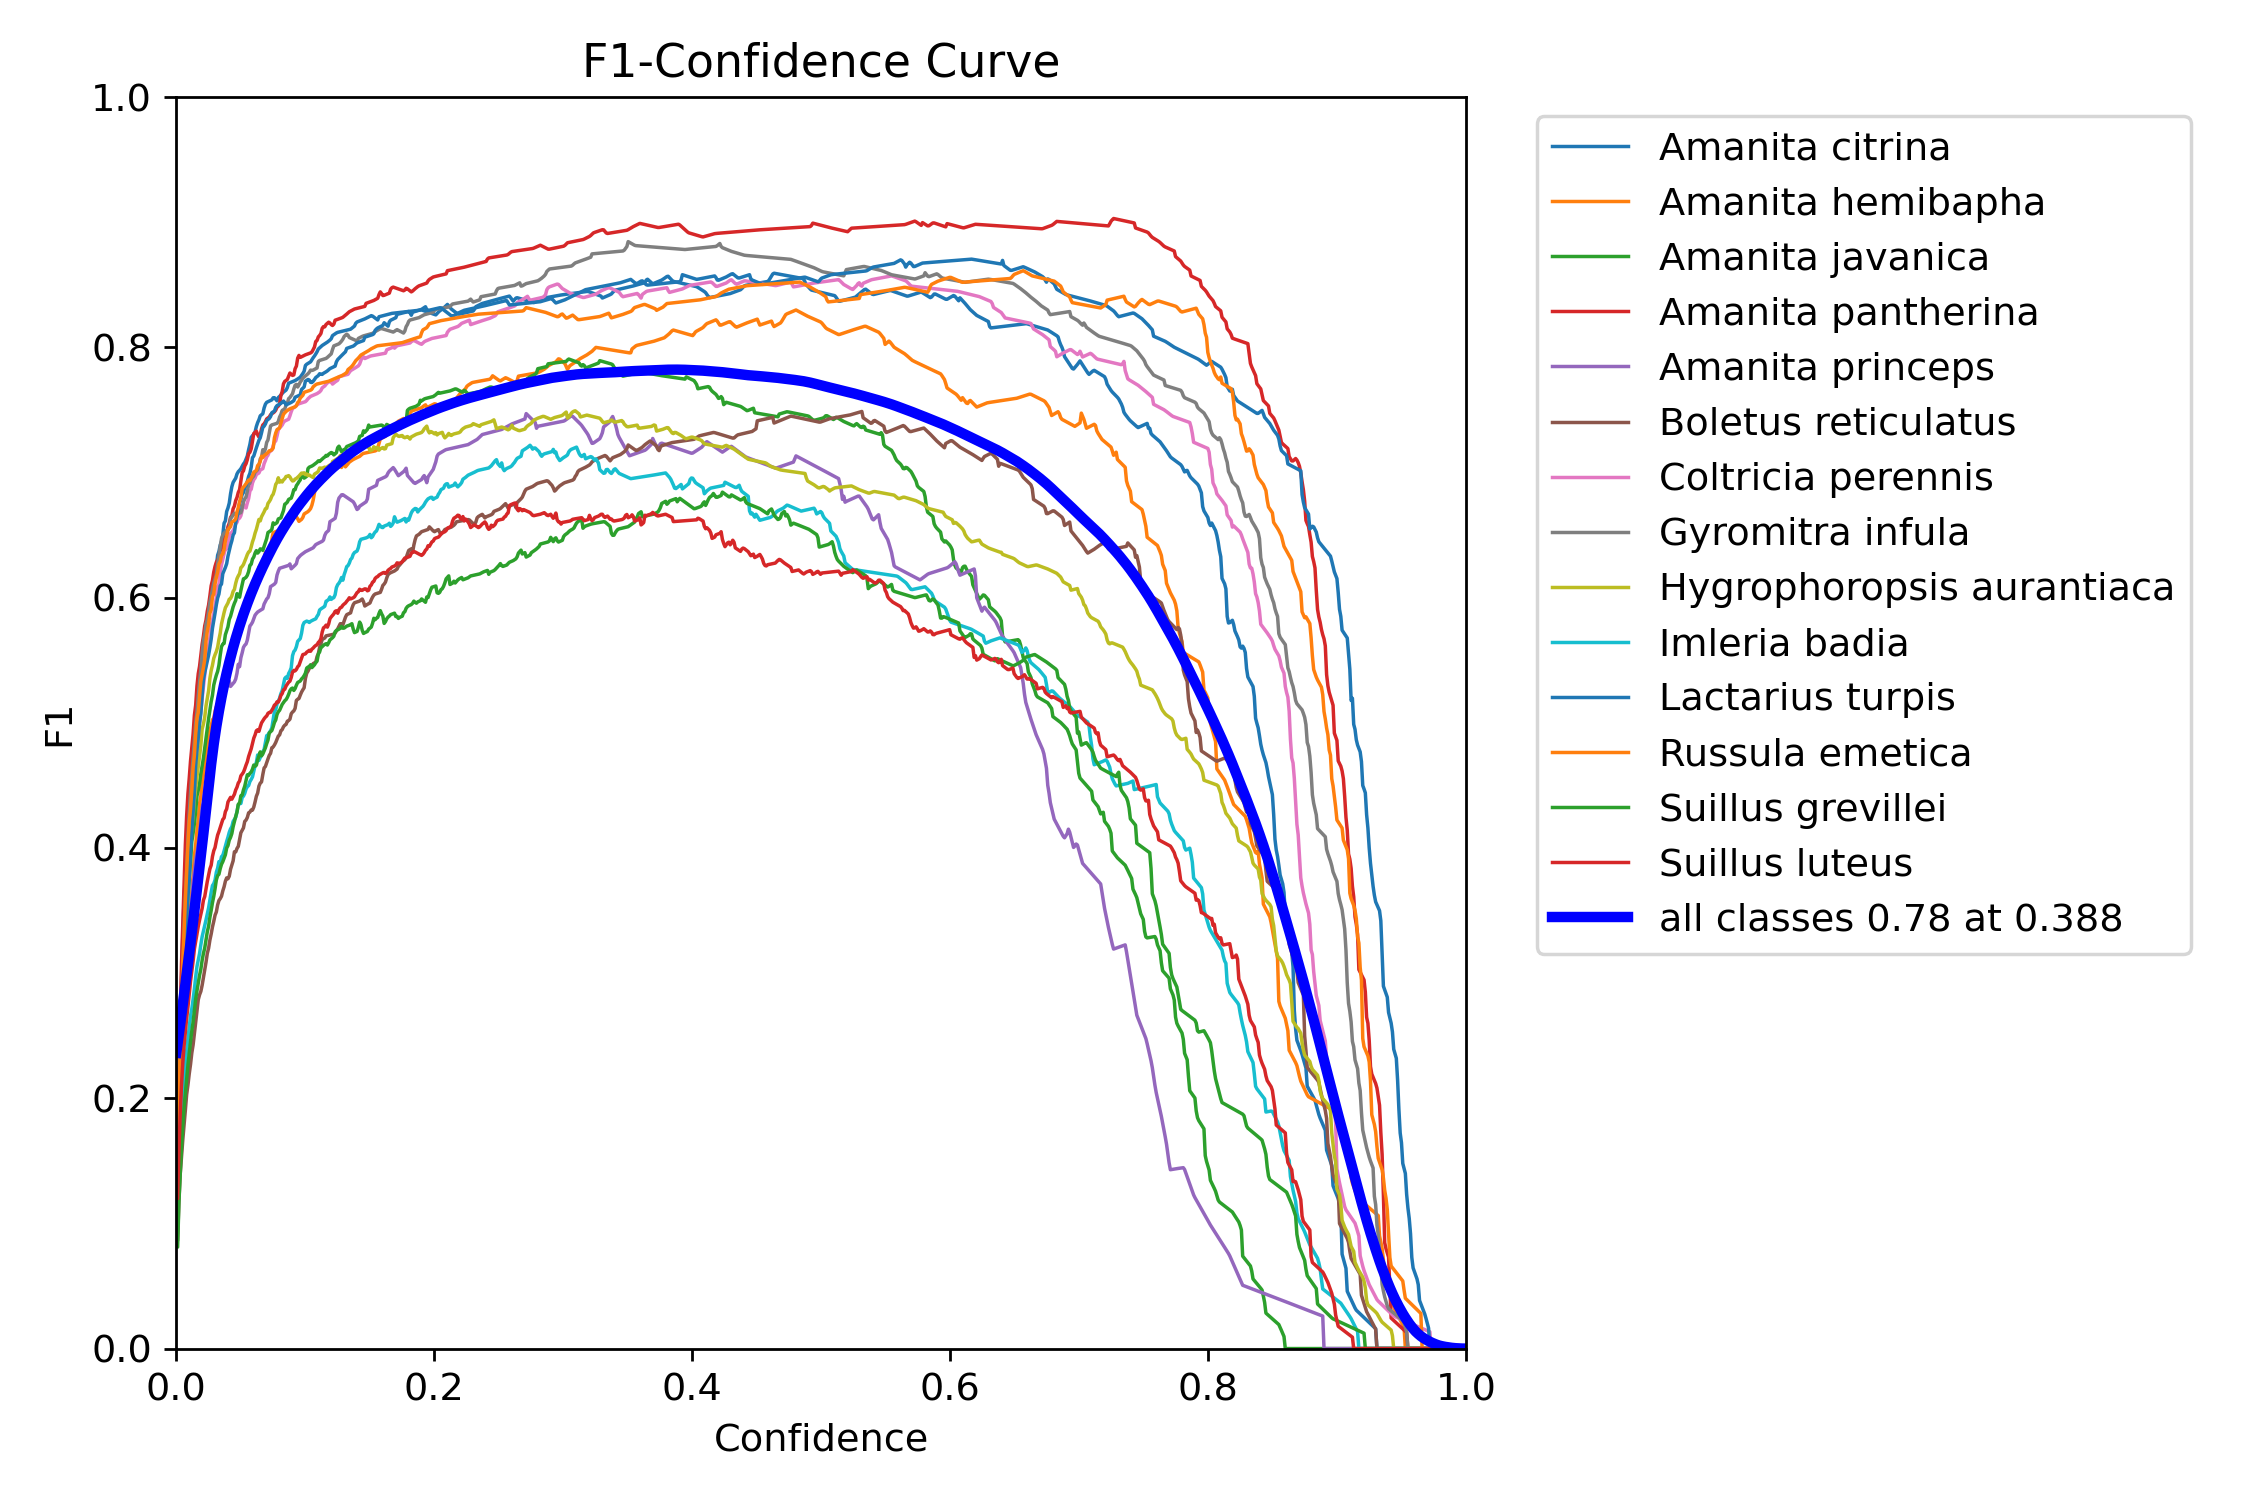 F1-Confidence Curve
1.0
0.8
0.6
0.4
0.2
0.0
F1
0.0 0.2 0.4 0.6 0.8 1.0
Confidence
Amanita citrina
Amanita hemibapha
Amanita javanica
Amanita pantherina
Amanita princeps
Boletus reticulatus
Coltricia perennis
Gyromitra infula
Hygrophoropsis aurantiaca
Imleria badia
Lactarius turpis
Russula emetica
Suillus grevillei
Suillus luteus
all classes 0.78 at 0.388